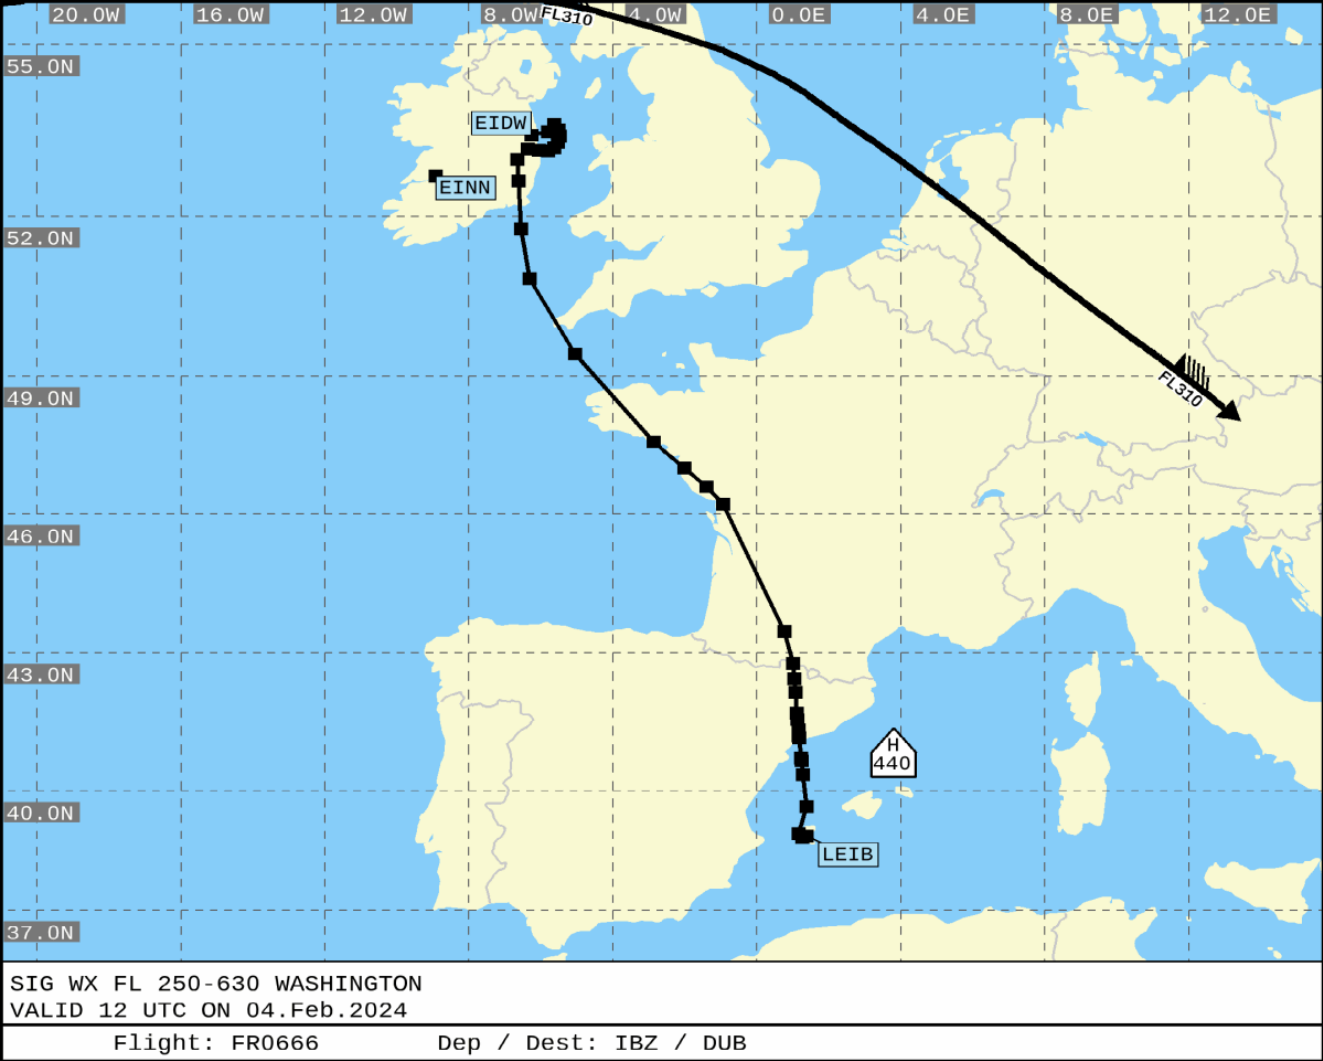 20.0W 16.0W 12.0W 8.0W 4.0W 0.0E 4.0E 8.0E 12.0E
FL310
55.0N
EIDW
EINN
52.0N
49.0N
FL310
46.0N
43.0N
H
440
40.0N
LEIB
37.0N
SIG WX FL 250-630 WASHINGTON
VALID 12 UTC ON 04.Feb.2024
Flight: FR0666 Dep / Dest: IBZ / DUB